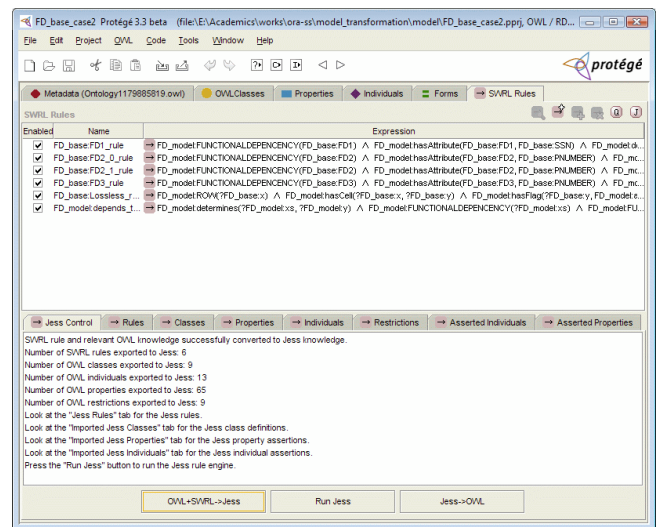 FD_base_case2 Protégé 3.3 beta (file:\E:\Academics\works\ora-ss\model_transformation\model\FD_base_case2.pprj, OWL / RD...
File Edit Project OWL Code Tools Window Help
protégé
Metadata (Ontology1179885819.owl) OWLClasses Properties Individuals Forms SWRL Rules
SWRL Rules
Enabled Name Expression
FD_base:FD1_rule → FD_model:FUNCTIONALDEPENCENCY(FD_base:FD1) ∧ FD_model:hasAttribute(FD_base:FD1, FD_base:SSN) ∧ FD_model:d...
FD_base:FD2_0_rule → FD_model:FUNCTIONALDEPENCENCY(FD_base:FD2) ∧ FD_model:hasAttribute(FD_base:FD2, FD_base:PNUMBER) ∧ FD_mc...
FD_base:FD2_1_rule → FD_model:FUNCTIONALDEPENCENCY(FD_base:FD2) ∧ FD_model:hasAttribute(FD_base:FD2, FD_base:PNUMBER) ∧ FD_mc...
FD_base:FD3_rule → FD_model:FUNCTIONALDEPENCENCY(FD_base:FD3) ∧ FD_model:hasAttribute(FD_base:FD3, FD_base:PNUMBER) ∧ FD_mc...
FD_base:Lossless_r... → FD_model:ROW(?FD_base:x) ∧ FD_model:hasCell(?FD_base:x, ?FD_base:y) ∧ FD_model:hasFlag(?FD_base:y, FD_model:e...
FD_model:depends_t... → FD_model:determines(?FD_model:xs, ?FD_model:y) ∧ FD_model:FUNCTIONALDEPENCENCY(?FD_model:xs) ∧ FD_model:FU...
→ Jess Control → Rules → Classes → Properties → Individuals → Restrictions → Asserted Individuals → Asserted Properties
SWRL rule and relevant OWL knowledge successfully converted to Jess knowledge.
Number of SWRL rules exported to Jess: 6
Number of OWL classes exported to Jess: 9
Number of OWL individuals exported to Jess: 13
Number of OWL properties exported to Jess: 65
Number of OWL restrictions exported to Jess: 9
Look at the "Jess Rules" tab for the Jess rules.
Look at the "Imported Jess Classes" tab for the Jess class definitions.
Look at the "Imported Jess Properties" tab for the Jess property assertions.
Look at the "Imported Jess Individuals" tab for the Jess individual assertions.
Press the "Run Jess" button to run the Jess rule engine.
OWL+SWRL->Jess Run Jess Jess->OWL